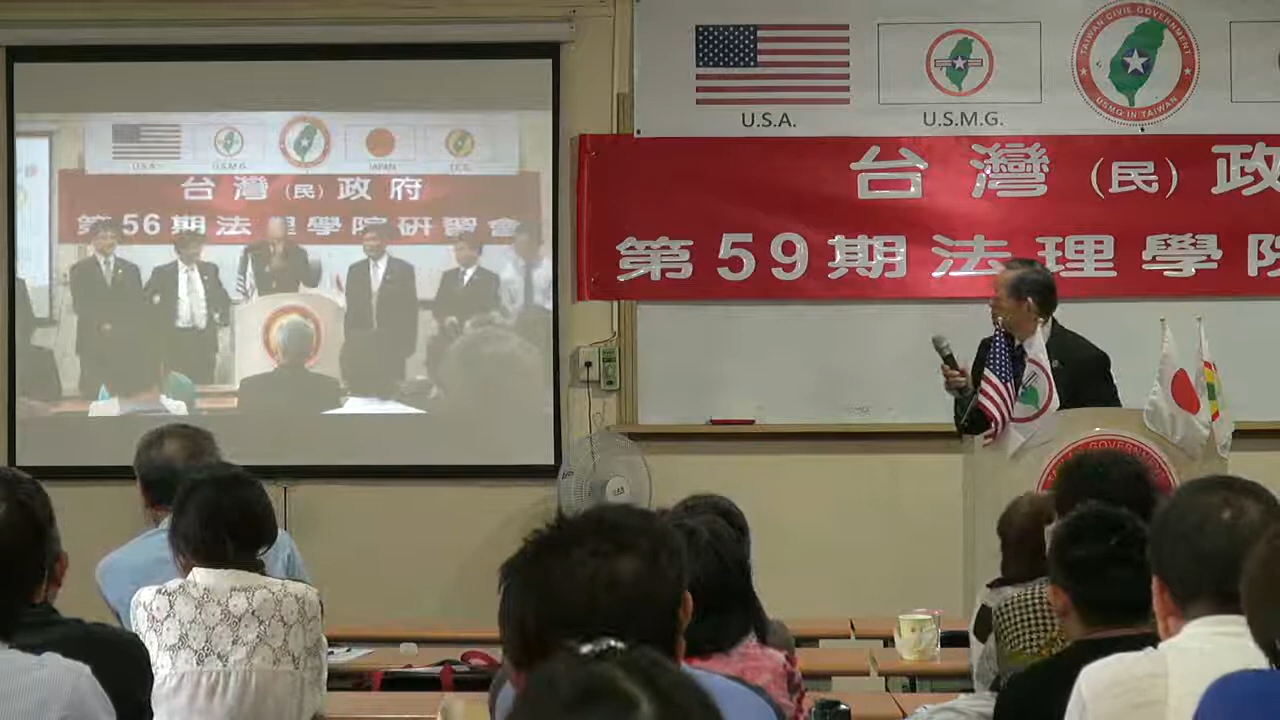 U.S.A.
U.S.M.G.
TAIWAN CIVIL GOVERNMENT
USMG IN TAIWAN
台灣(民)政
第59期法理學院
U.S.A.
U.S.M.G.
JAPAN
T.C.G.
台灣(民)政府
第56期法理學院研習會